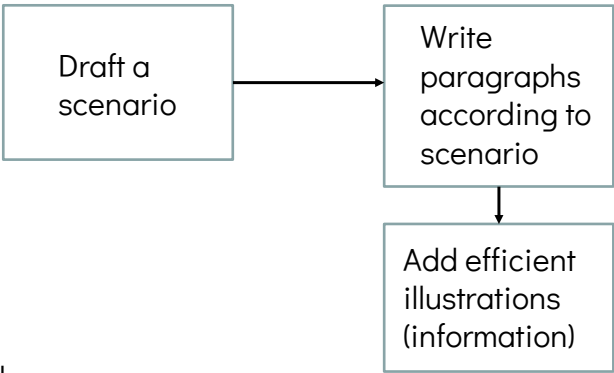 Draft a
scenario
Write
paragraphs
according to
scenario
Add efficient
illustrations
(information)